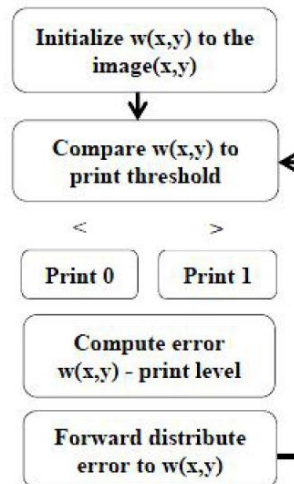 Initialize w(x,y) to the
image(x,y)
Compare w(x,y) to
print threshold
< >
Print 0 Print 1
Compute error
w(x,y) - print level
Forward distribute
error to w(x,y)